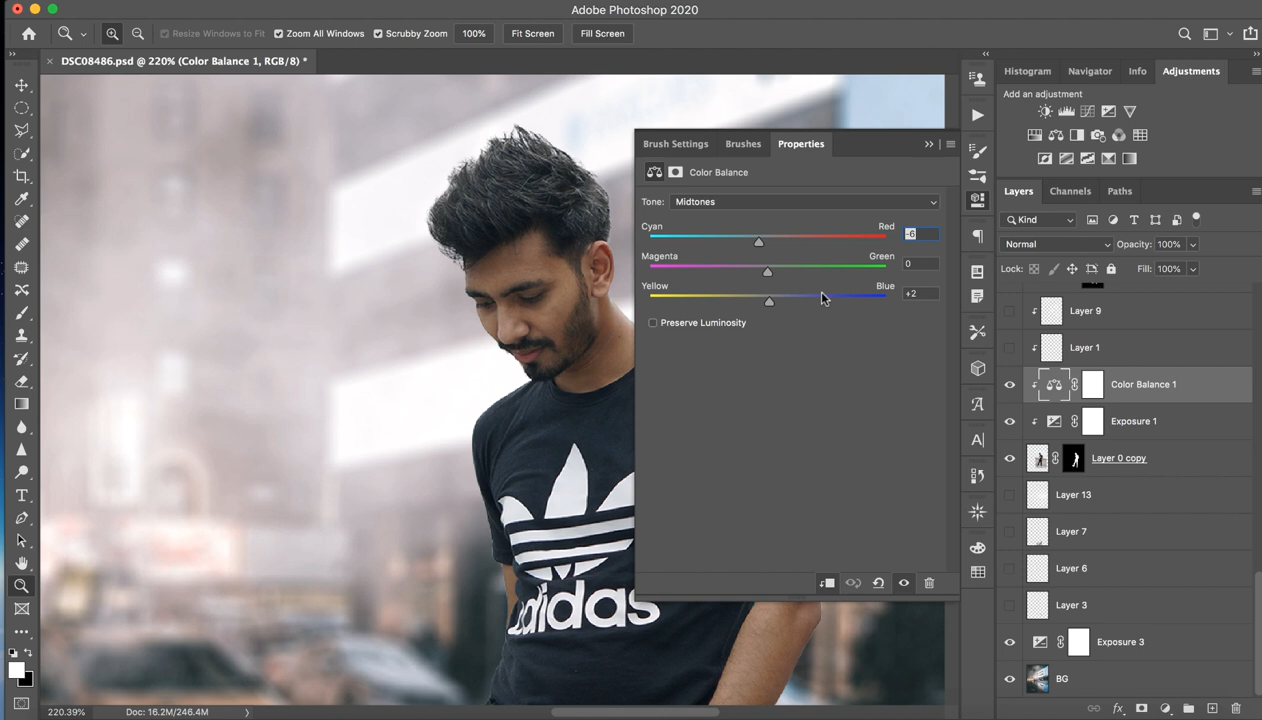 Adobe Photoshop 2020
Resize Windows to Fit All Windows Scrubby Zoom 100% Fit Screen Fill Screen
DSC08486.psd @ 220% (Color Balance 1, RGB/8) *
Histogram Navigator Info Adjustments
Add an adjustment
Brush Settings Brushes Properties
Color Balance
Tone: Midtones
Cyan Red -6
Magenta Green 0
Yellow Blue +2
Preserve Luminosity
Layers Channels Paths
Kind
Normal Opacity: 100%
Lock: Fill: 100%
Layer 9
Layer 1
Color Balance 1
Exposure 1
Layer 0 copy
Layer 13
Layer 7
Layer 6
Layer 3
Exposure 3
BG
adidas
220.39% Doc: 16.2M/246.4M